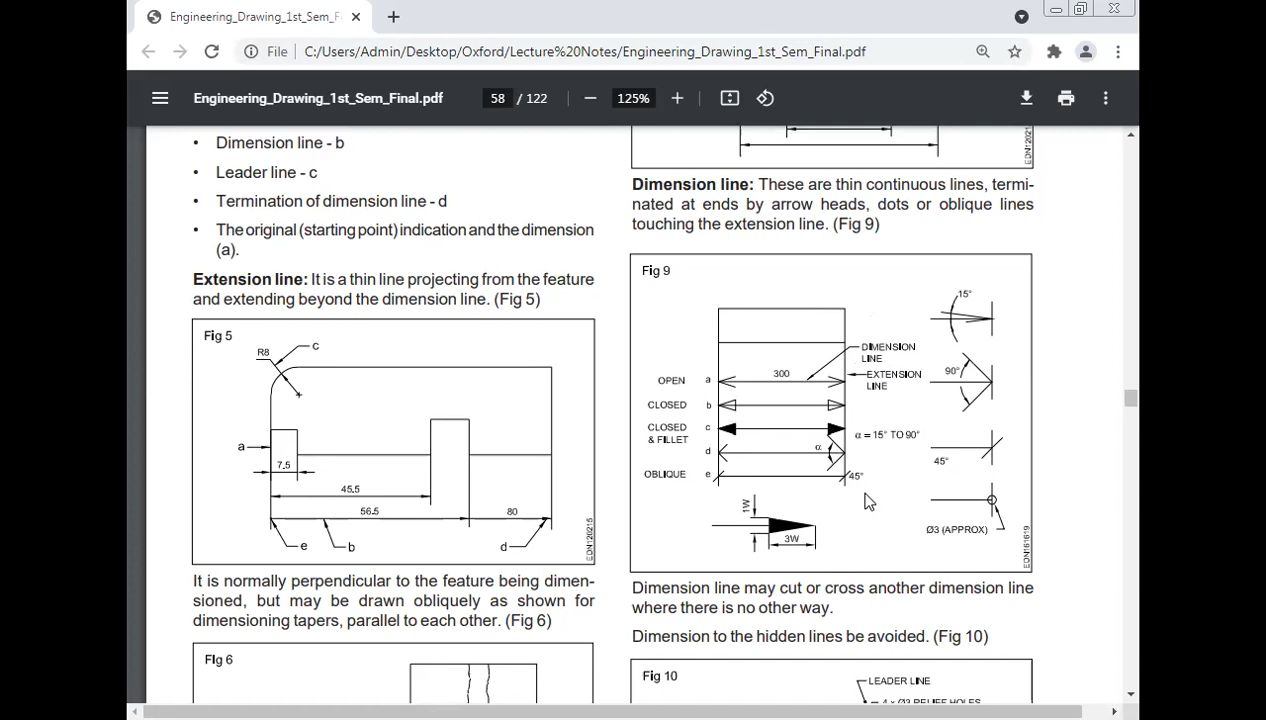 Engineering_Drawing_1st_Sem_F
File
C:/Users/Admin/Desktop/Oxford/Lecture%20Notes/Engineering_Drawing_1st_Sem_Final.pdf
Engineering_Drawing_1st_Sem_Final.pdf
58 / 122
125%
• Dimension line - b
• Leader line - c
• Termination of dimension line - d
• The original (starting point) indication and the dimension
(a).
Extension line: It is a thin line projecting from the feature
and extending beyond the dimension line. (Fig 5)
Fig 5
R8
c
a
7.5
45.5
56.5
80
e
b
d
EDN120215
It is normally perpendicular to the feature being dimen-
sioned, but may be drawn obliquely as shown for
dimensioning tapers, parallel to each other. (Fig 6)
Fig 6
Dimension line: These are thin continuous lines, termi-
nated at ends by arrow heads, dots or oblique lines
touching the extension line. (Fig 9)
Fig 9
15°
DIMENSION
LINE
300
OPEN a
EXTENSION
LINE
90°
CLOSED b
CLOSED c
& FILLET
α = 15° TO 90°
d
α
45°
OBLIQUE e
45°
1W
3W
Ø3 (APPROX)
EDN161619
Dimension line may cut or cross another dimension line
where there is no other way.
Dimension to the hidden lines be avoided. (Fig 10)
Fig 10
LEADER LINE
4 x Ø3 RELIEF HOLES